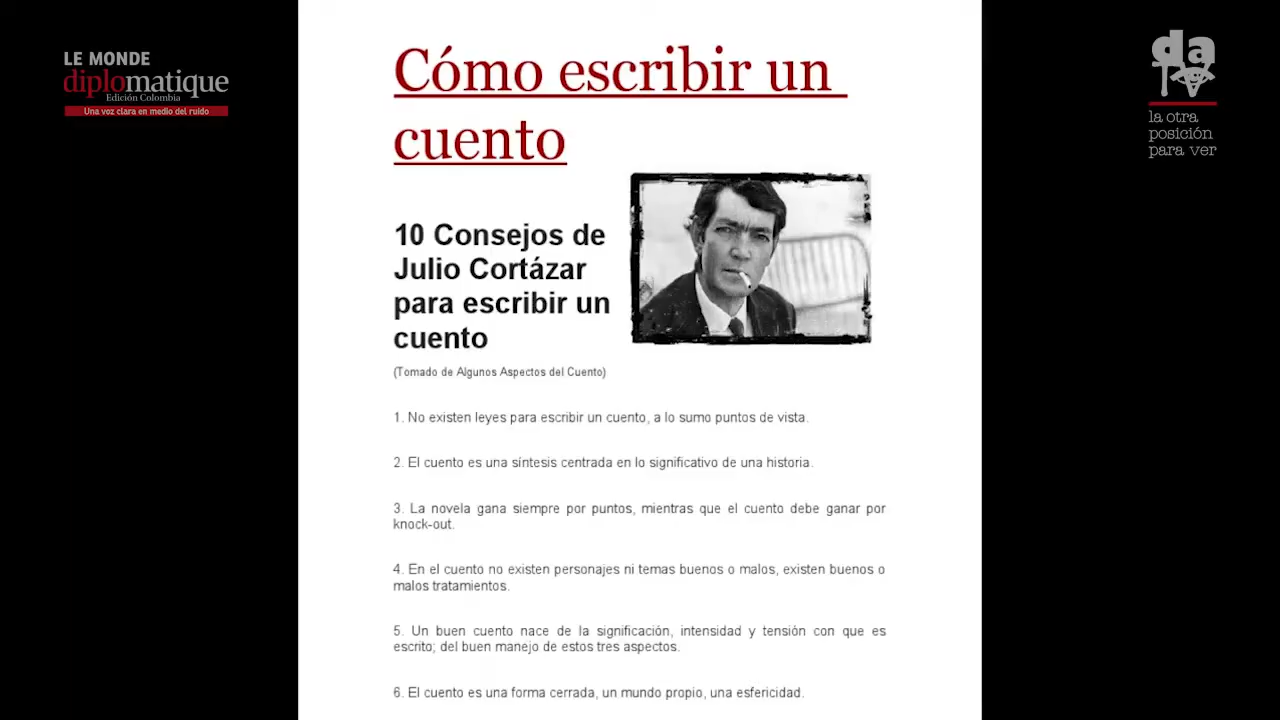 LE MONDE
diplomatique
Edición Colombia
Una voz clara en medio del ruido
da
la otra
posición
para ver
Cómo escribir un
cuento
10 Consejos de
Julio Cortázar
para escribir un
cuento
(Tomado de Algunos Aspectos del Cuento)
1. No existen leyes para escribir un cuento, a lo sumo puntos de vista.
2. El cuento es una síntesis centrada en lo significativo de una historia.
3. La novela gana siempre por puntos, mientras que el cuento debe ganar por
knock-out.
4. En el cuento no existen personajes ni temas buenos o malos, existen buenos o
malos tratamientos.
5. Un buen cuento nace de la significación, intensidad y tensión con que es
escrito; del buen manejo de estos tres aspectos.
6. El cuento es una forma cerrada, un mundo propio, una esfericidad.